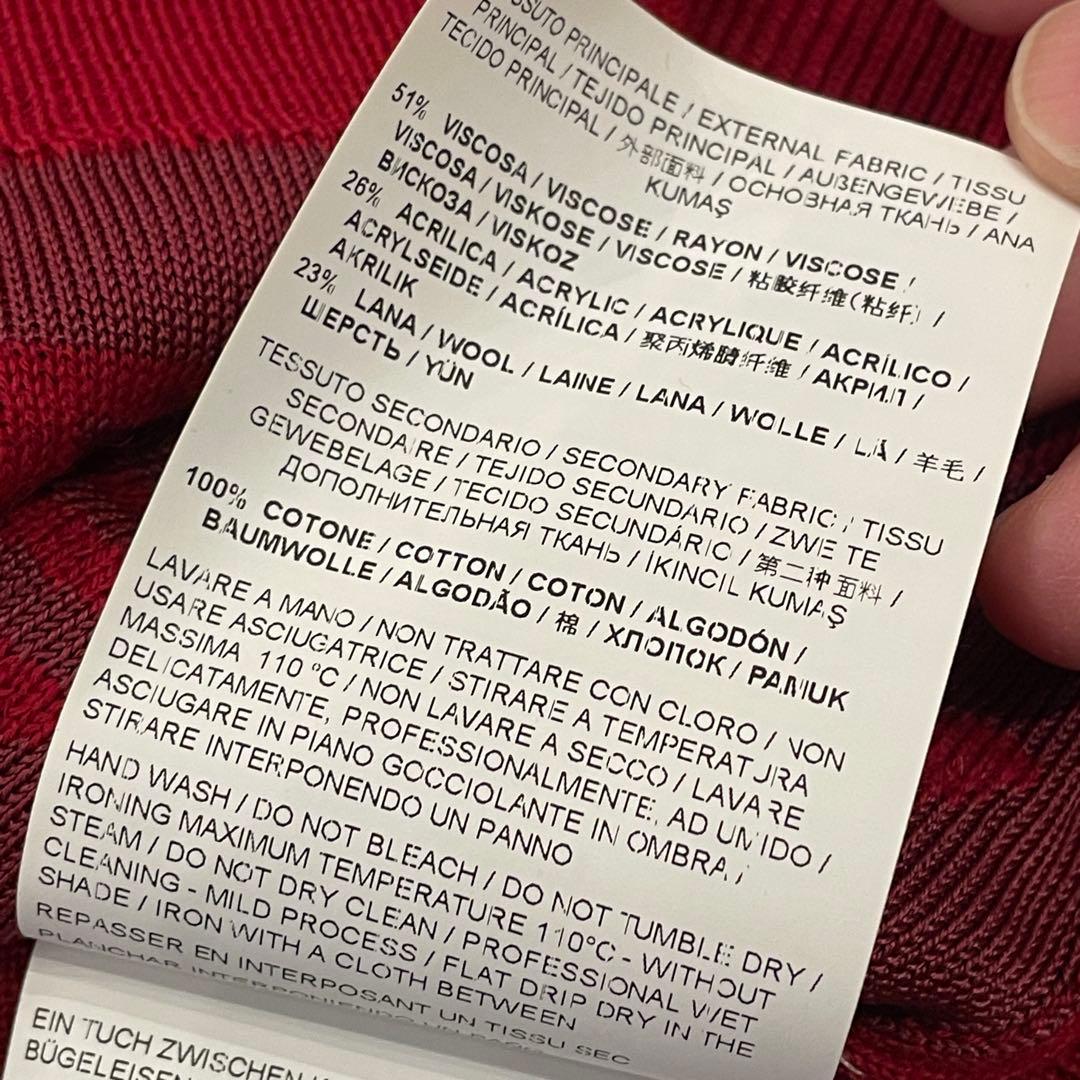 TESSUTO PRINCIPALE / EXTERNAL FABRIC / TISSU
PRINCIPAL / TEJIDO PRINCIPAL / AUßENGEWEBE /
TECIDO PRINCIPAL / 外部面料 / ОСНОВНАЯ ТКАНЬ / ANA
KUMAŞ
51% VISCOSA / VISCOSE / RAYON / VISCOSE /
VISCOSA / VISKOSE / VISCOSE / 粘胶纤维(粘纤) /
ВИСКОЗА / VISKOZ
26% ACRILICA / ACRYLIC / ACRYLIQUE / ACRÍLICO /
ACRYLSEIDE / ACRÍLICA / 聚丙烯腈纤维 / АКРИЛ /
AKRILIK
23% LANA / WOOL / LAINE / LANA / WOLLE / LÃ / 羊毛 /
ШЕРСТЬ / YÜN
TESSUTO SECONDARIO / SECONDARY FABRIC / TISSU
SECONDAIRE / TEJIDO SECUNDARIO / ZWEITE
GEWEBELAGE / TECIDO SECUNDÁRIO / 第二种面料 /
ДОПОЛНИТЕЛЬНАЯ ТКАНЬ / İKINCIL KUMAŞ
100% COTONE / COTTON / COTON / ALGODÓN /
BAUMWOLLE / ALGODÃO / 棉 / ХЛОПОК / PAMUK
LAVARE A MANO / NON TRATTARE CON CLORO / NON
USARE ASCIUGATRICE / STIRARE A TEMPERATURA
MASSIMA 110 °C / NON LAVARE A SECCO / LAVARE
DELICATAMENTE, PROFESSIONALMENTE, AD UMIDO /
ASCIUGARE IN PIANO GOCCIOLANTE IN OMBRA /
STIRARE INTERPONENDO UN PANNO
HAND WASH / DO NOT BLEACH / DO NOT TUMBLE DRY /
IRONING MAXIMUM TEMPERATURE 110°C - WITHOUT
STEAM / DO NOT DRY CLEAN / PROFESSIONAL WET
CLEANING - MILD PROCESS / FLAT DRIP DRY IN THE
SHADE / IRON WITH A CLOTH BETWEEN
REPASSER EN INTERPOSANT UN TISSU SEC
PLANCHAR INTERPONIENDO UN
EIN TUCH ZWISCHEN
BÜGELEISEN